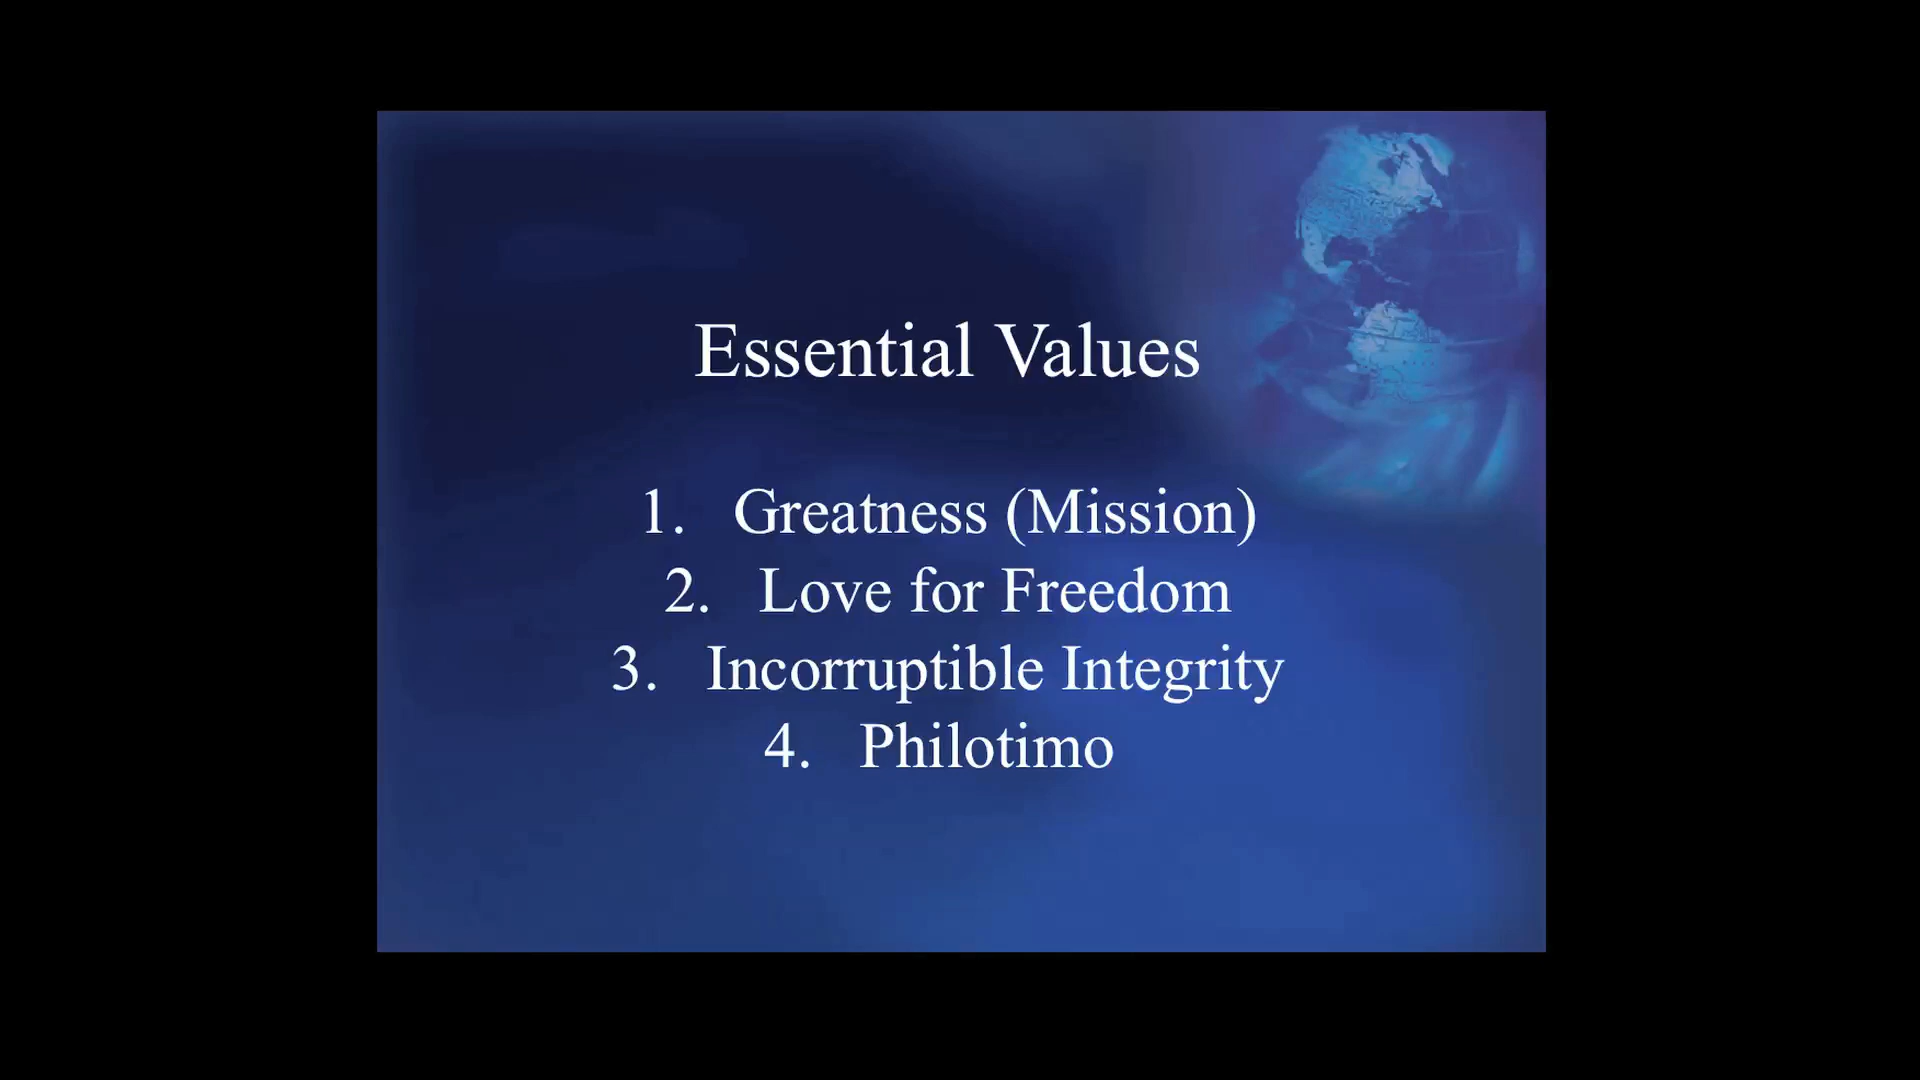 Essential Values
1. Greatness (Mission)
2. Love for Freedom
3. Incorruptible Integrity
4. Philotimo